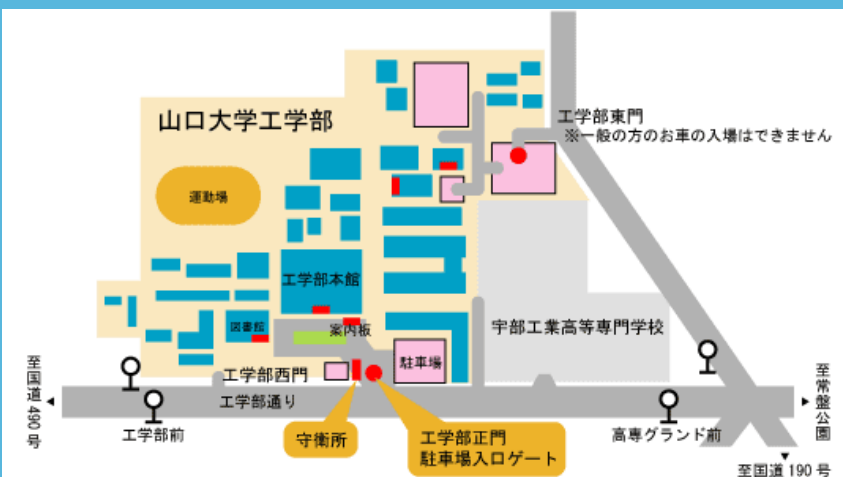 山口大学工学部
工学部東門
※一般の方のお車の入場はできません
運動場
工学部本館
図書館
案内板
宇部工業高等専門学校
駐車場
工学部西門
工学部通り
至国道490号
至常盤公園
工学部前
守衛所
工学部正門
駐車場入口ゲート
高専グランド前
至国道190号